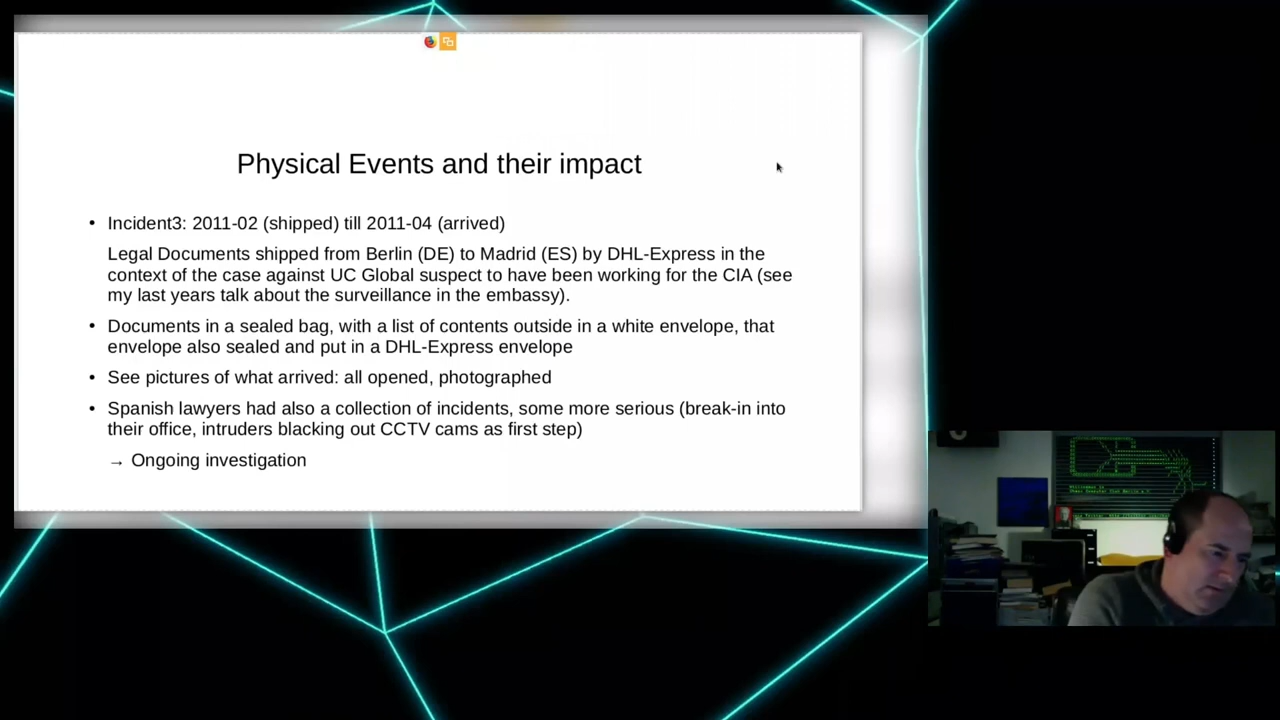 Physical Events and their impact
• Incident3: 2011-02 (shipped) till 2011-04 (arrived)
Legal Documents shipped from Berlin (DE) to Madrid (ES) by DHL-Express in the
context of the case against UC Global suspect to have been working for the CIA (see
my last years talk about the surveillance in the embassy).
• Documents in a sealed bag, with a list of contents outside in a white envelope, that
envelope also sealed and put in a DHL-Express envelope
• See pictures of what arrived: all opened, photographed
• Spanish lawyers had also a collection of incidents, some more serious (break-in into
their office, intruders blacking out CCTV cams as first step)
→ Ongoing investigation